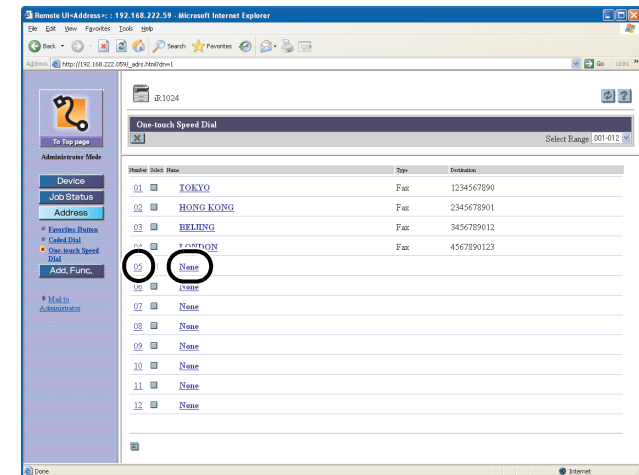 Remote UI<Address>: : 192.168.222.59 - Microsoft Internet Explorer
File Edit View Favorites Tools Help
Back Search Favorites
Address http://192.168.222.059/_adrs.html?dn=1 Go Links »
iR1024
To Top page
One-touch Speed Dial
Select Range 001-012
Administrator Mode
Number Select Name Type Destination
Device
Job Status
Address
Favorites Button
Coded Dial
One-touch Speed Dial
Add, Func,
Mail to Administrator
01 TOKYO Fax 1234567890
02 HONG KONG Fax 2345678901
03 BEIJING Fax 3456789012
04 LONDON Fax 4567890123
05 None
06 None
07 None
08 None
09 None
10 None
11 None
12 None
Done Internet